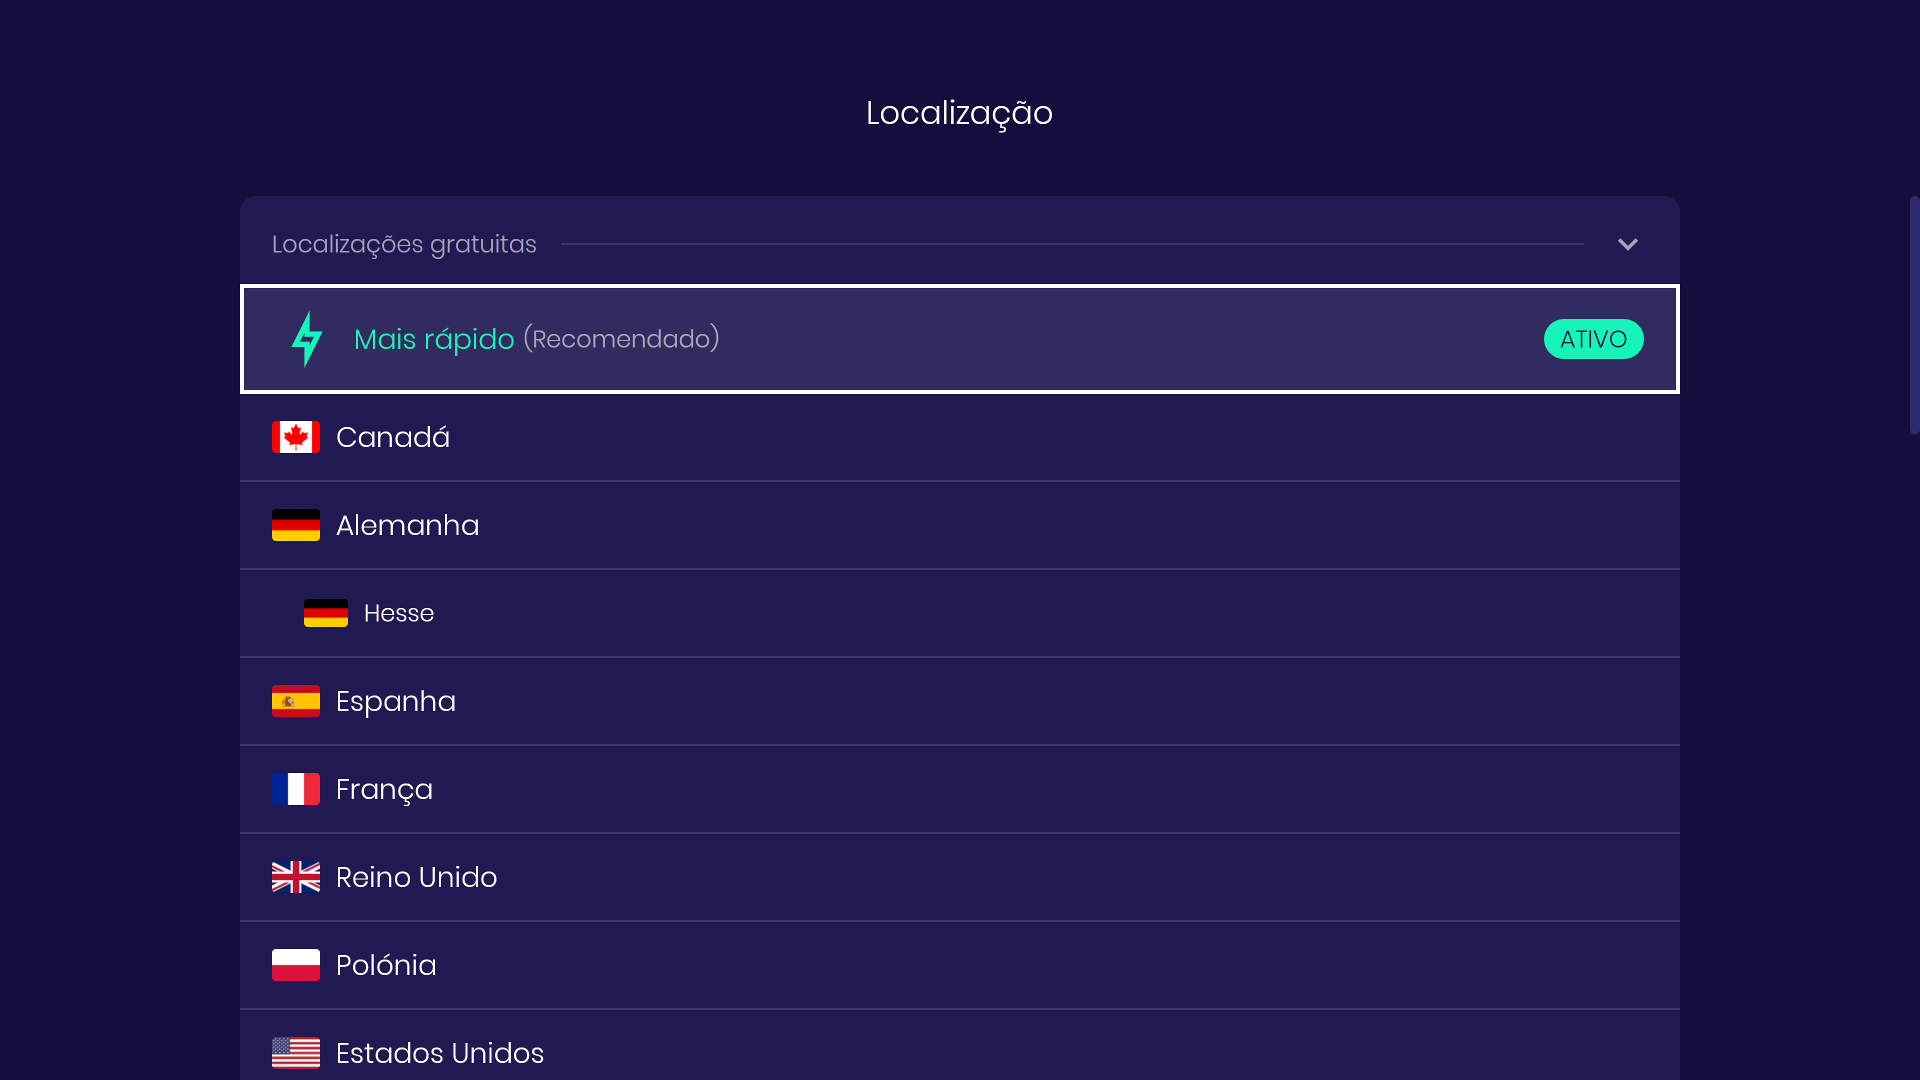 Localização
Localizações gratuitas
Mais rápido (Recomendado)
ATIVO
Canadá
Alemanha
Hesse
Espanha
França
Reino Unido
Polónia
Estados Unidos